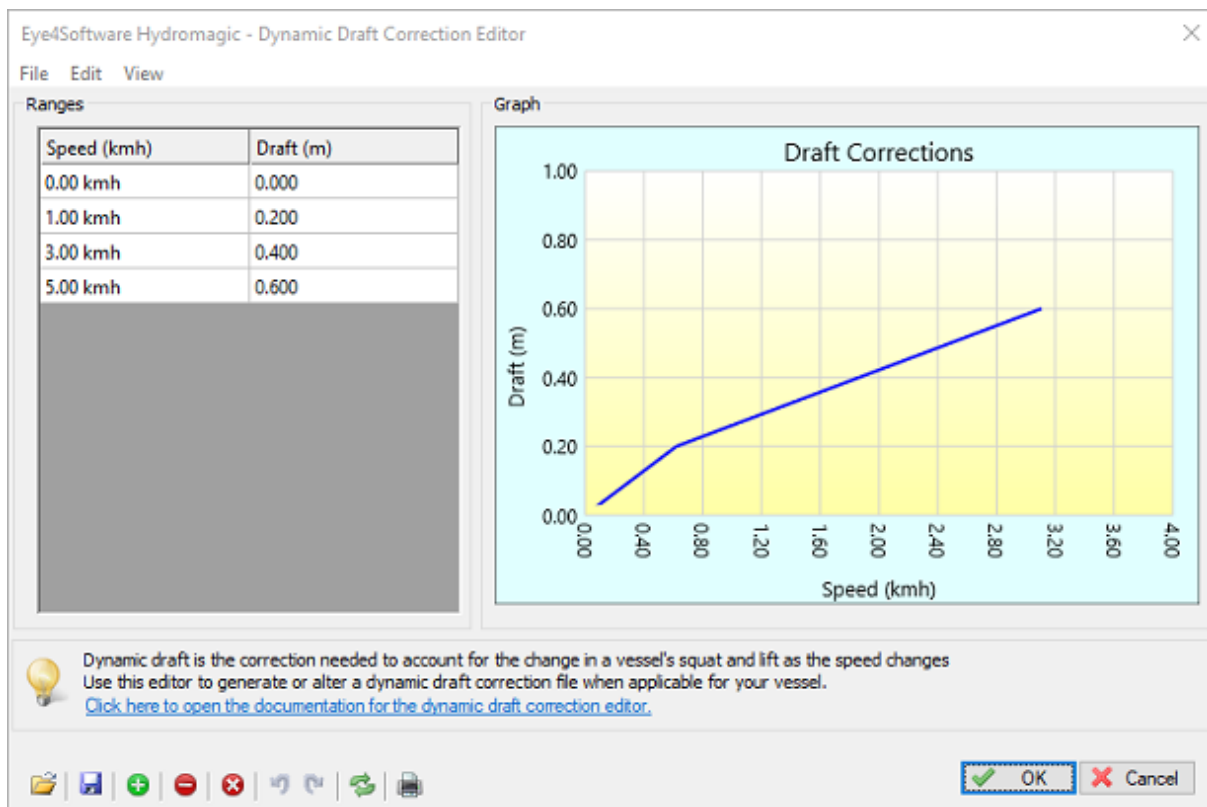 Eye4Software Hydromagic - Dynamic Draft Correction Editor
File Edit View
Ranges
Speed (kmh) Draft (m)
0.00 kmh 0.000
1.00 kmh 0.200
3.00 kmh 0.400
5.00 kmh 0.600
Graph
Draft Corrections
Draft (m)
1.00
0.80
0.60
0.40
0.20
0.00
0.00 0.40 0.80 1.20 1.60 2.00 2.40 2.80 3.20 3.60 4.00
Speed (kmh)
Dynamic draft is the correction needed to account for the change in a vessel's squat and lift as the speed changes
Use this editor to generate or alter a dynamic draft correction file when applicable for your vessel.
Click here to open the documentation for the dynamic draft correction editor.
OK Cancel